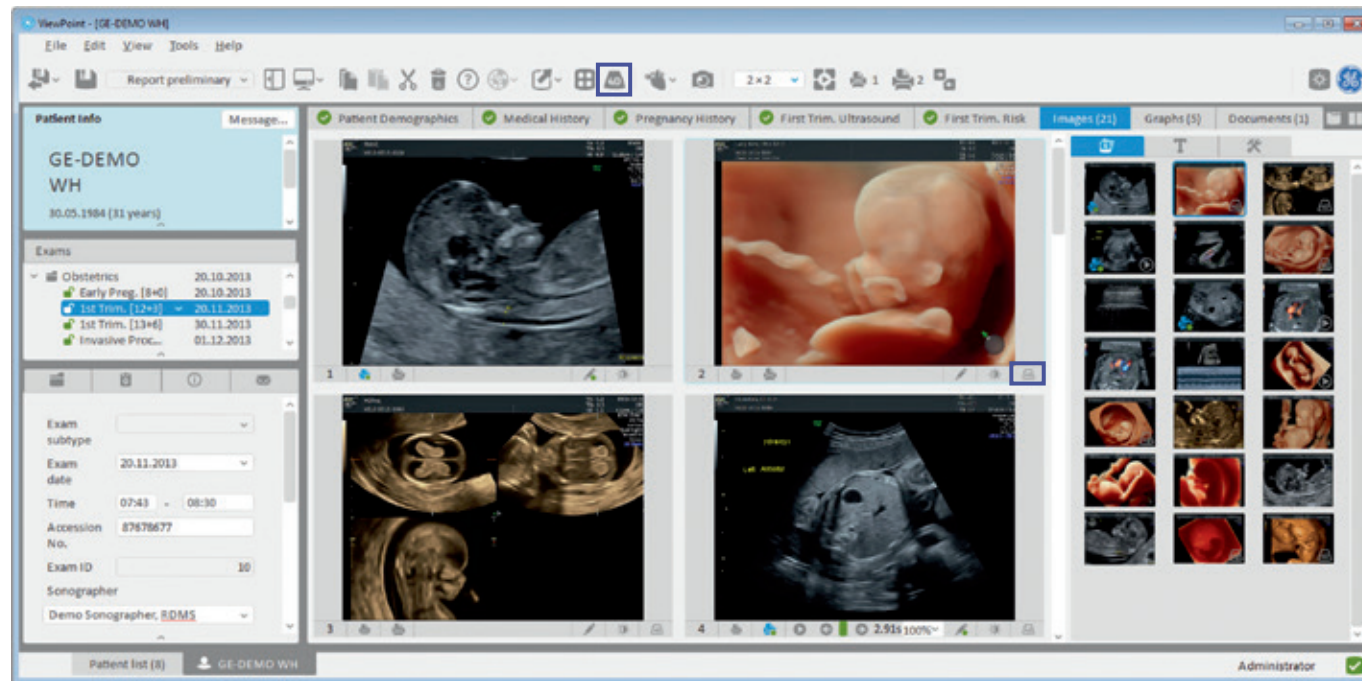 ViewPoint - [GE-DEMO WH]
File Edit View Tools Help
Report preliminary
2×2
1
2
Patient Info
Message...
GE-DEMO
WH
30.05.1984 (31 years)
Patient Demographics
Medical History
Pregnancy History
First Trim. Ultrasound
First Trim. Risk
Images (21)
Graphs (5)
Documents (1)
Exams
Obstetrics 20.10.2013
Early Preg. [8+0] 20.10.2013
1st Trim. [12+3] 20.11.2013
1st Trim. [13+6] 30.11.2013
Invasive Proc... 01.12.2013
Exam
subtype
Exam
date
20.11.2013
Time 07:43 - 08:30
Accession
No.
87678677
Exam ID 10
Sonographer
Demo Sonographer, RDMS
1
2
3
4
2.91s 100%
Patient list (8)
GE-DEMO WH
Administrator